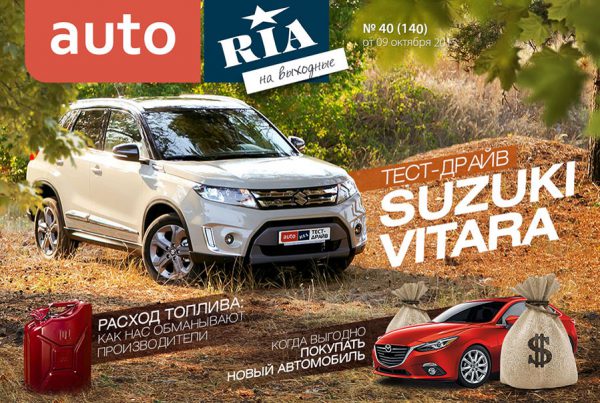 auto
RIA
на выходные
№ 40 (140)
от 09 октября
ТЕСТ-ДРАЙВ
SUZUKI
VITARA
auto RIA ТЕСТ-
ДРАЙВ
РАСХОД ТОПЛИВА:
КАК НАС ОБМАНЫВАЮТ
ПРОИЗВОДИТЕЛИ
КОГДА ВЫГОДНО
ПОКУПАТЬ
НОВЫЙ АВТОМОБИЛЬ
$